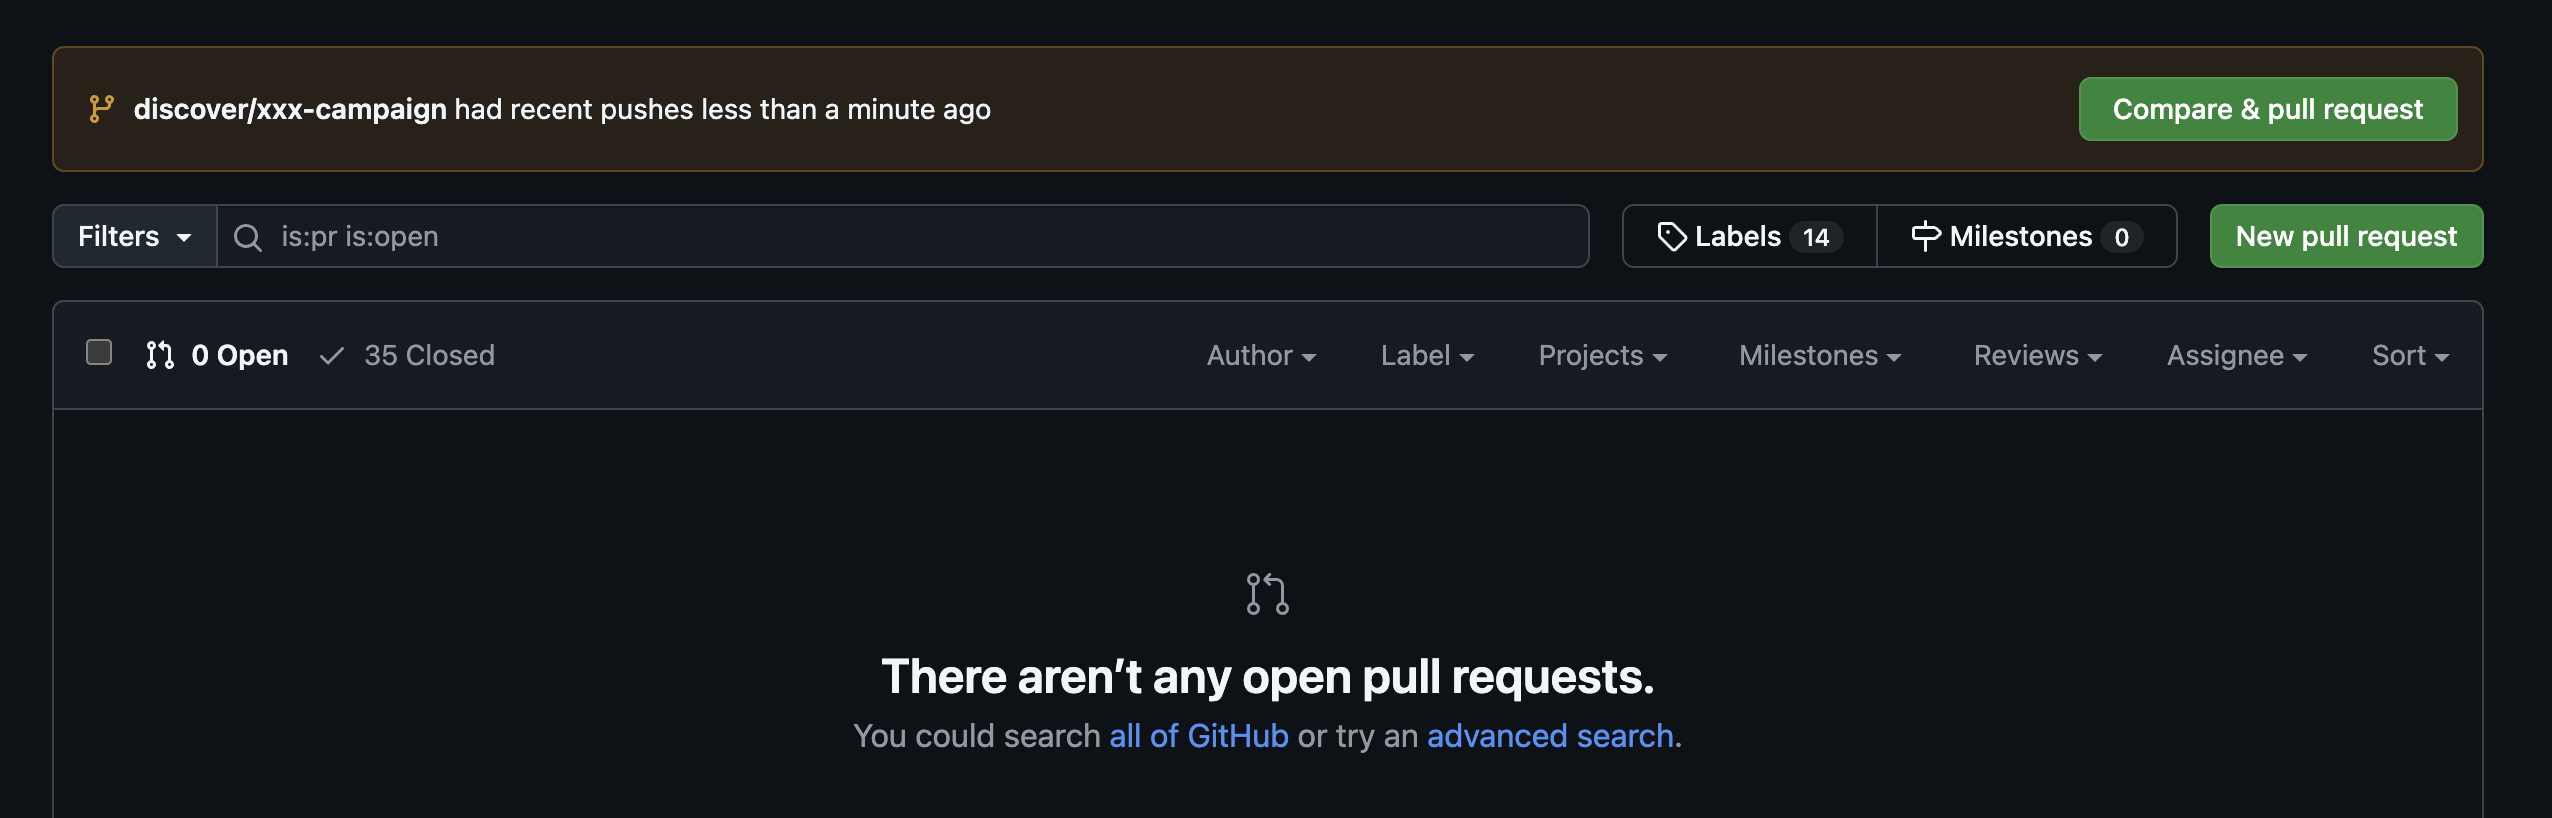 discover/xxx-campaign had recent pushes less than a minute ago Compare & pull request
Filters is:pr is:open Labels 14 Milestones 0 New pull request
0 Open 35 Closed Author Label Projects Milestones Reviews Assignee Sort
There aren’t any open pull requests.
You could search all of GitHub or try an advanced search.